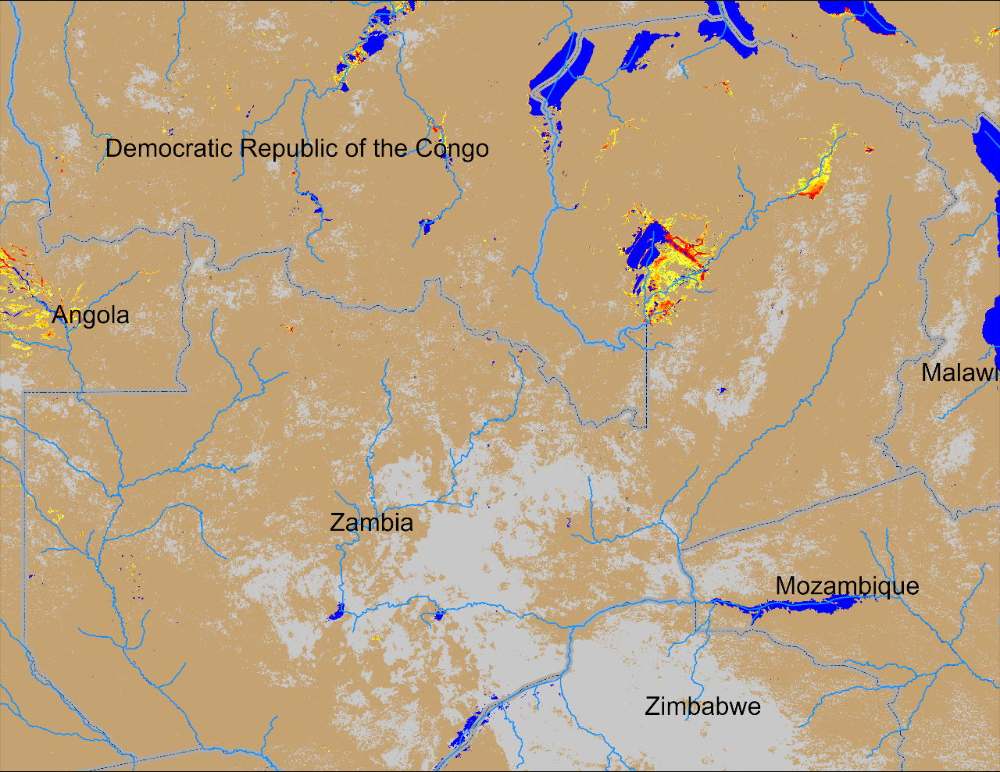 Democratic Republic of the Congo
Angola
Malawi
Zambia
Mozambique
Zimbabwe